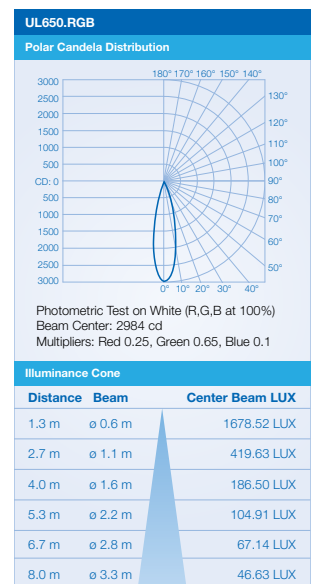 UL650.RGB
Polar Candela Distribution
180° 170° 160° 150° 140°
3000
2500
2000
1500
1000
500
CD: 0
500
1000
1500
2000
2500
3000
130°
120°
110°
100°
90°
80°
70°
60°
50°
0° 10° 20° 30° 40°
Photometric Test on White (R,G,B at 100%)
Beam Center: 2984 cd
Multipliers: Red 0.25, Green 0.65, Blue 0.1
Illuminance Cone
Distance Beam Center Beam LUX
1.3 m ø 0.6 m 1678.52 LUX
2.7 m ø 1.1 m 419.63 LUX
4.0 m ø 1.6 m 186.50 LUX
5.3 m ø 2.2 m 104.91 LUX
6.7 m ø 2.8 m 67.14 LUX
8.0 m ø 3.3 m 46.63 LUX